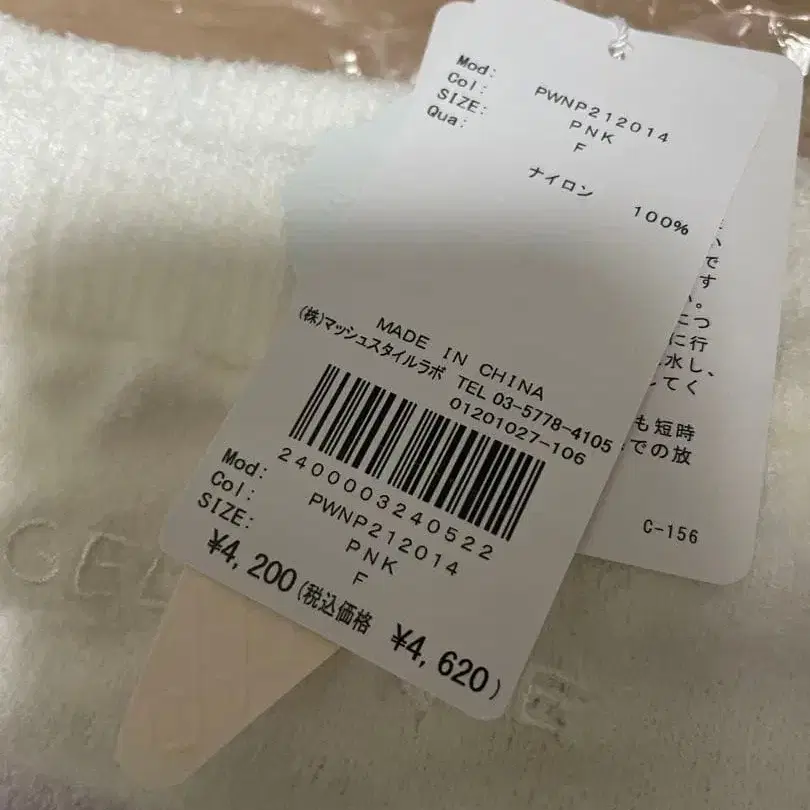 Mod: PWNP212014
Col: PNK
SIZE: F
Qua:
ナイロン 100%
MADE IN CHINA
(株)マッシュスタイルラボ TEL 03-5778-4105
01201027-106
2400003240522
Mod: PWNP212014
Col: PNK
SIZE: F
¥4,200(税込価格 ¥4,620)
で
す
。
につ
に行
水し、
してく
も短時
での放
C-156
GEL
E